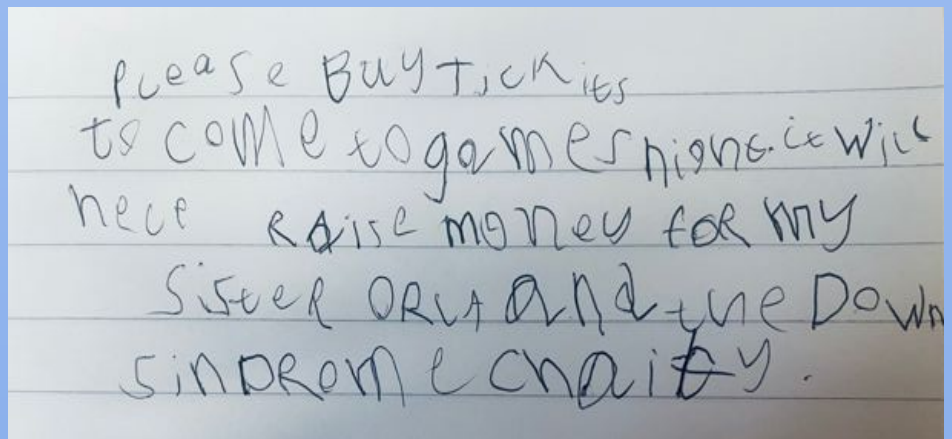 Please Buy Tickits
to come to games night. it will
help Raise money for my
Sister ORLA and the Down
sinDRome chaity.